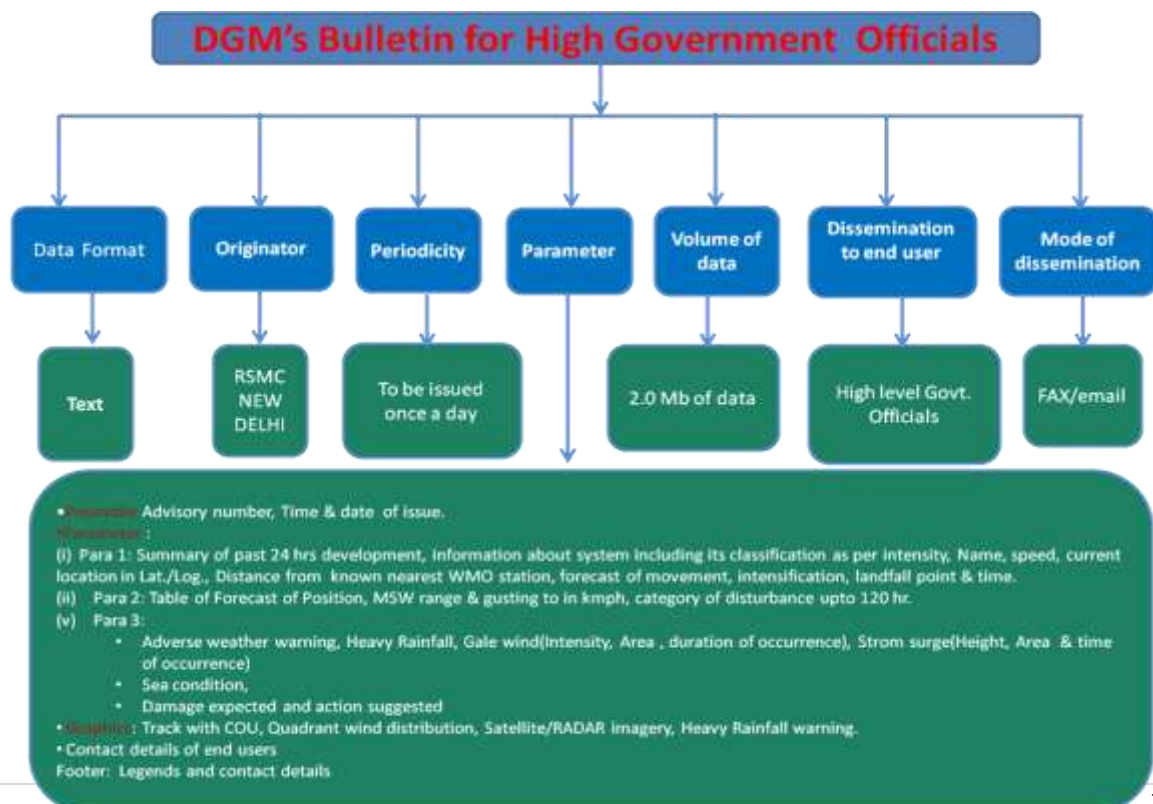 DGM's Bulletin for High Government Officials
Data Format
Originator
Periodicity
Parameter
Volume of
data
Dissemination
to end user
Mode of
dissemination
Text
RSMC
NEW
DELHI
To be issued
once a day
2.0 Mb of data
High level Govt.
Officials
FAX/email
• Advisory number, Time & date of issue.
•Parameter :
(i) Para 1: Summary of past 24 hrs development, Information about system including its classification as per intensity, Name, speed, current
location in Lat./Log., Distance from known nearest WMO station, forecast of movement, intensification, landfall point & time.
(ii) Para 2: Table of Forecast of Position, MSW range & gusting to in kmph, category of disturbance upto 120 hr.
(v) Para 3:
• Adverse weather warning, Heavy Rainfall, Gale wind(Intensity, Area , duration of occurrence), Strom surge(Height, Area & time
of occurrence)
• Sea condition,
• Damage expected and action suggested
• Graphics: Track with COU, Quadrant wind distribution, Satellite/RADAR imagery, Heavy Rainfall warning.
• Contact details of end users
Footer: Legends and contact details